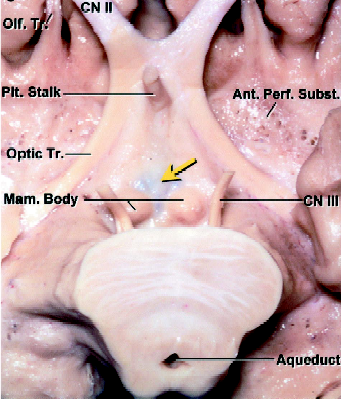 CN II
Olf. Tr.
Pit. Stalk
Ant. Perf. Subst.
Optic Tr.
Mam. Body
CN III
Aqueduct